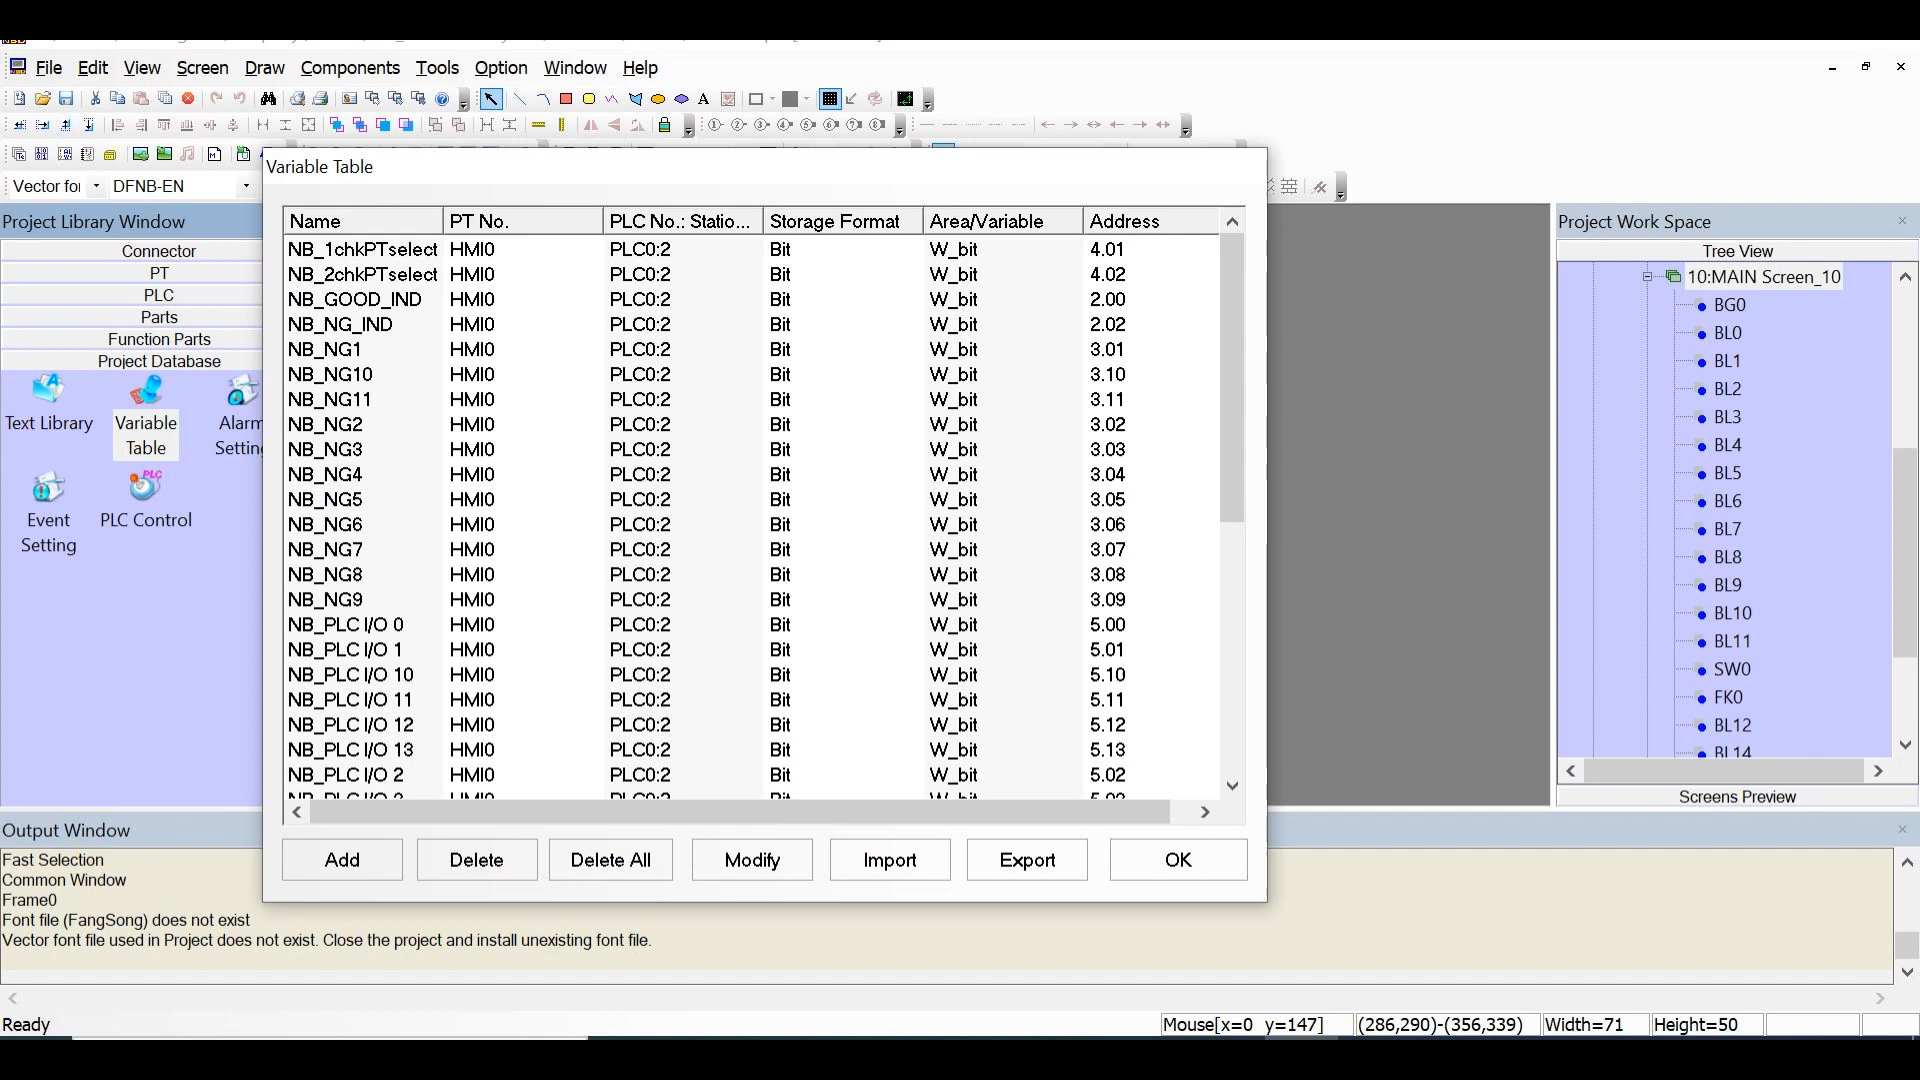 File Edit View Screen Draw Components Tools Option Window Help
Vector for DFNB-EN
Project Library Window
Connector
PT
PLC
Parts
Function Parts
Project Database
Text Library
Variable Table
Alarm Setting
Event Setting
PLC Control
Variable Table
Name PT No. PLC No.: Statio... Storage Format Area/Variable Address
NB_1chkPTselect HMI0 PLC0:2 Bit W_bit 4.01
NB_2chkPTselect HMI0 PLC0:2 Bit W_bit 4.02
NB_GOOD_IND HMI0 PLC0:2 Bit W_bit 2.00
NB_NG_IND HMI0 PLC0:2 Bit W_bit 2.02
NB_NG1 HMI0 PLC0:2 Bit W_bit 3.01
NB_NG10 HMI0 PLC0:2 Bit W_bit 3.10
NB_NG11 HMI0 PLC0:2 Bit W_bit 3.11
NB_NG2 HMI0 PLC0:2 Bit W_bit 3.02
NB_NG3 HMI0 PLC0:2 Bit W_bit 3.03
NB_NG4 HMI0 PLC0:2 Bit W_bit 3.04
NB_NG5 HMI0 PLC0:2 Bit W_bit 3.05
NB_NG6 HMI0 PLC0:2 Bit W_bit 3.06
NB_NG7 HMI0 PLC0:2 Bit W_bit 3.07
NB_NG8 HMI0 PLC0:2 Bit W_bit 3.08
NB_NG9 HMI0 PLC0:2 Bit W_bit 3.09
NB_PLC I/O 0 HMI0 PLC0:2 Bit W_bit 5.00
NB_PLC I/O 1 HMI0 PLC0:2 Bit W_bit 5.01
NB_PLC I/O 10 HMI0 PLC0:2 Bit W_bit 5.10
NB_PLC I/O 11 HMI0 PLC0:2 Bit W_bit 5.11
NB_PLC I/O 12 HMI0 PLC0:2 Bit W_bit 5.12
NB_PLC I/O 13 HMI0 PLC0:2 Bit W_bit 5.13
NB_PLC I/O 2 HMI0 PLC0:2 Bit W_bit 5.02
NB_PLC I/O 3 HMI0 PLC0:2 Bit W_bit 5.03
Add Delete Delete All Modify Import Export OK
Project Work Space
Tree View
10:MAIN Screen_10
BG0
BL0
BL1
BL2
BL3
BL4
BL5
BL6
BL7
BL8
BL9
BL10
BL11
SW0
FK0
BL12
BL14
Screens Preview
Output Window
Fast Selection
Common Window
Frame0
Font file (FangSong) does not exist
Vector font file used in Project does not exist. Close the project and install unexisting font file.
Ready Mouse[x=0 y=147] (286,290)-(356,339) Width=71 Height=50